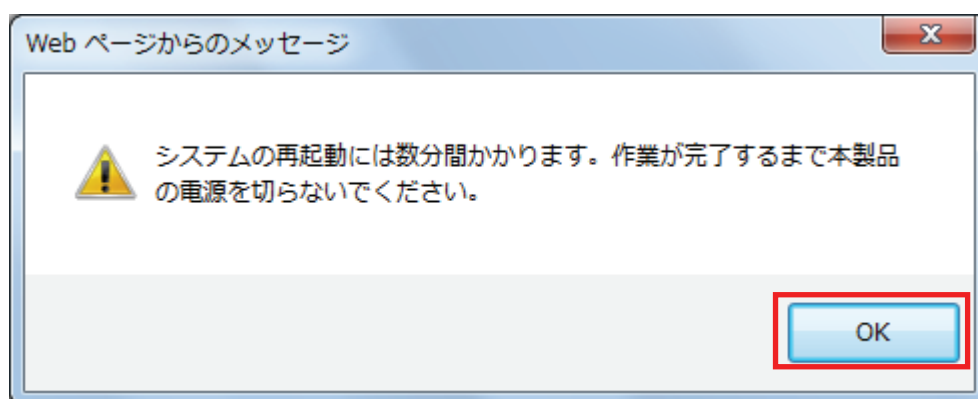 Web ページからのメッセージ
システムの再起動には数分間かかります。作業が完了するまで本製品
の電源を切らないでください。
OK